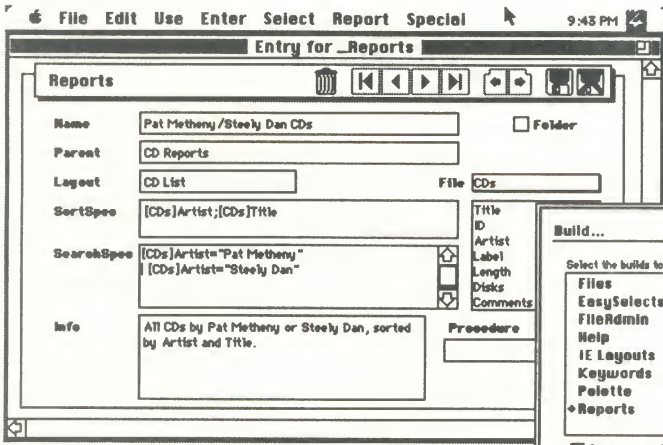 File Edit Use Enter Select Report Special 9:43 PM
Entry for _Reports
Reports
Name Pat Metheny/Steely Dan CDs Folder
Parent CD Reports
Layout CD List File CDs
SortSpec [CDs]Artist;[CDs]Title
Title
ID
Artist
Label
Length
Disks
Comments
SearchSpec [CDs]Artist="Pat Metheny"
| [CDs]Artist="Steely Dan"
Info All CDs by Pat Metheny or Steely Dan, sorted
by Artist and Title.
Procedure
Build...
Select the builds to
Files
EasySelects
FileAdmin
Help
IE Layouts
Keywords
Palette
Reports